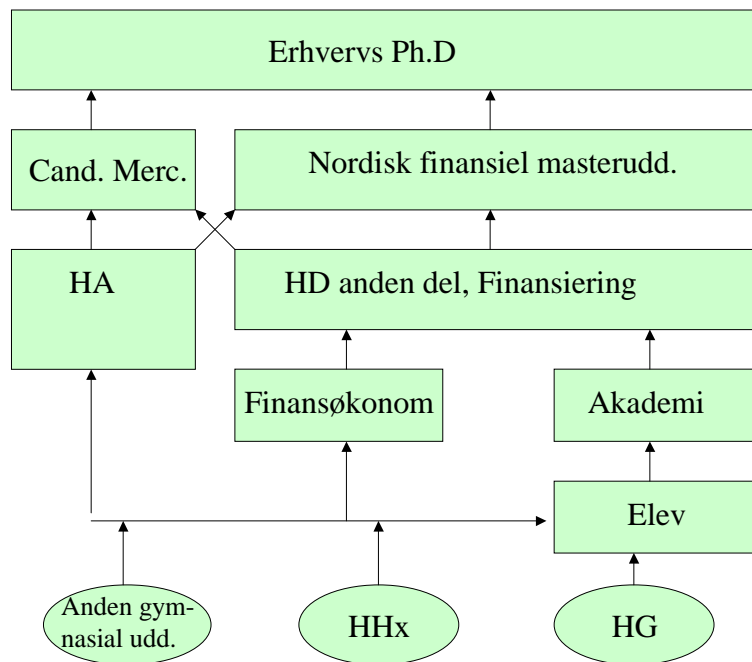 Erhvervs Ph.D
Cand. Merc.
Nordisk finansiel masterudd.
HA
HD anden del, Finansiering
Finansøkonom
Akademi
Elev
Anden gym-
nasial udd.
HHx
HG